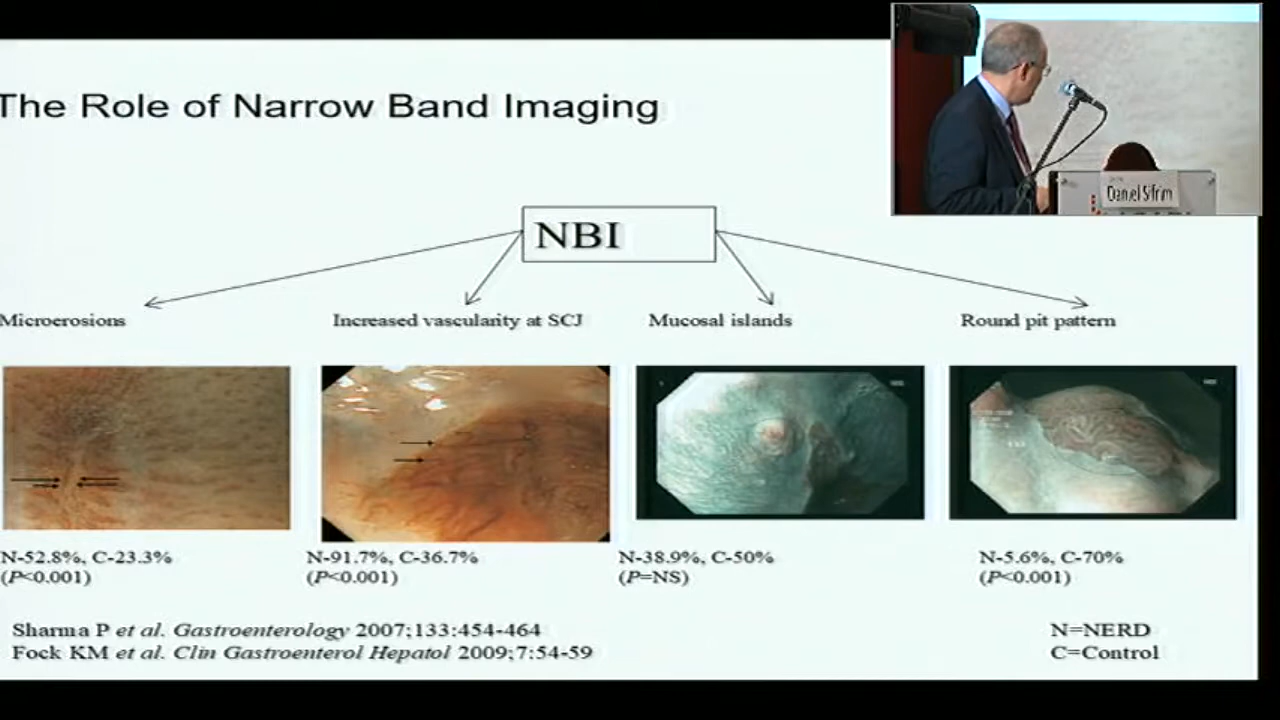 The Role of Narrow Band Imaging
Daniel Sifrim
NBI
Microerosions
Increased vascularity at SCJ
Mucosal islands
Round pit pattern
N-52.8%, C-23.3%
(P<0.001)
N-91.7%, C-36.7%
(P<0.001)
N-38.9%, C-50%
(P=NS)
N-5.6%, C-70%
(P<0.001)
Sharma P et al. Gastroenterology 2007;133:454-464
Fock KM et al. Clin Gastroenterol Hepatol 2009;7:54-59
N=NERD
C=Control